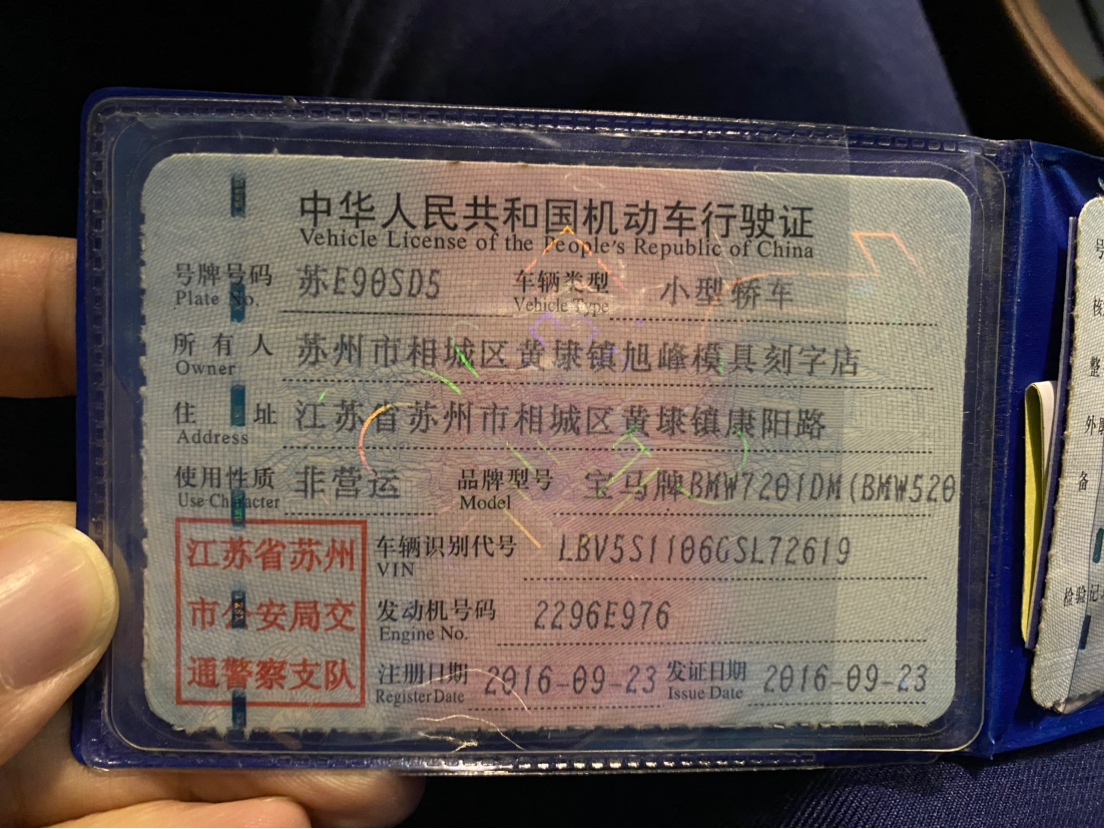 中华人民共和国机动车行驶证
Vehicle License of the People's Republic of China
号牌号码 苏E90SD5 车辆类型 小型轿车
Plate No. Vehicle Type
所有人 苏州市相城区黄埭镇旭峰模具刻字店
Owner
住址 江苏省苏州市相城区黄埭镇康阳路
Address
使用性质 非营运 品牌型号 宝马牌BMW7201DM(BMW520
Use Character Model
江苏省苏州
市公安局交
通警察支队
车辆识别代号 LBV5S1106GSL72619
VIN
发动机号码 2296E976
Engine No.
注册日期 2016-09-23 发证日期 2016-09-23
Register Date Issue Date
号
核
整
外
备
检验记